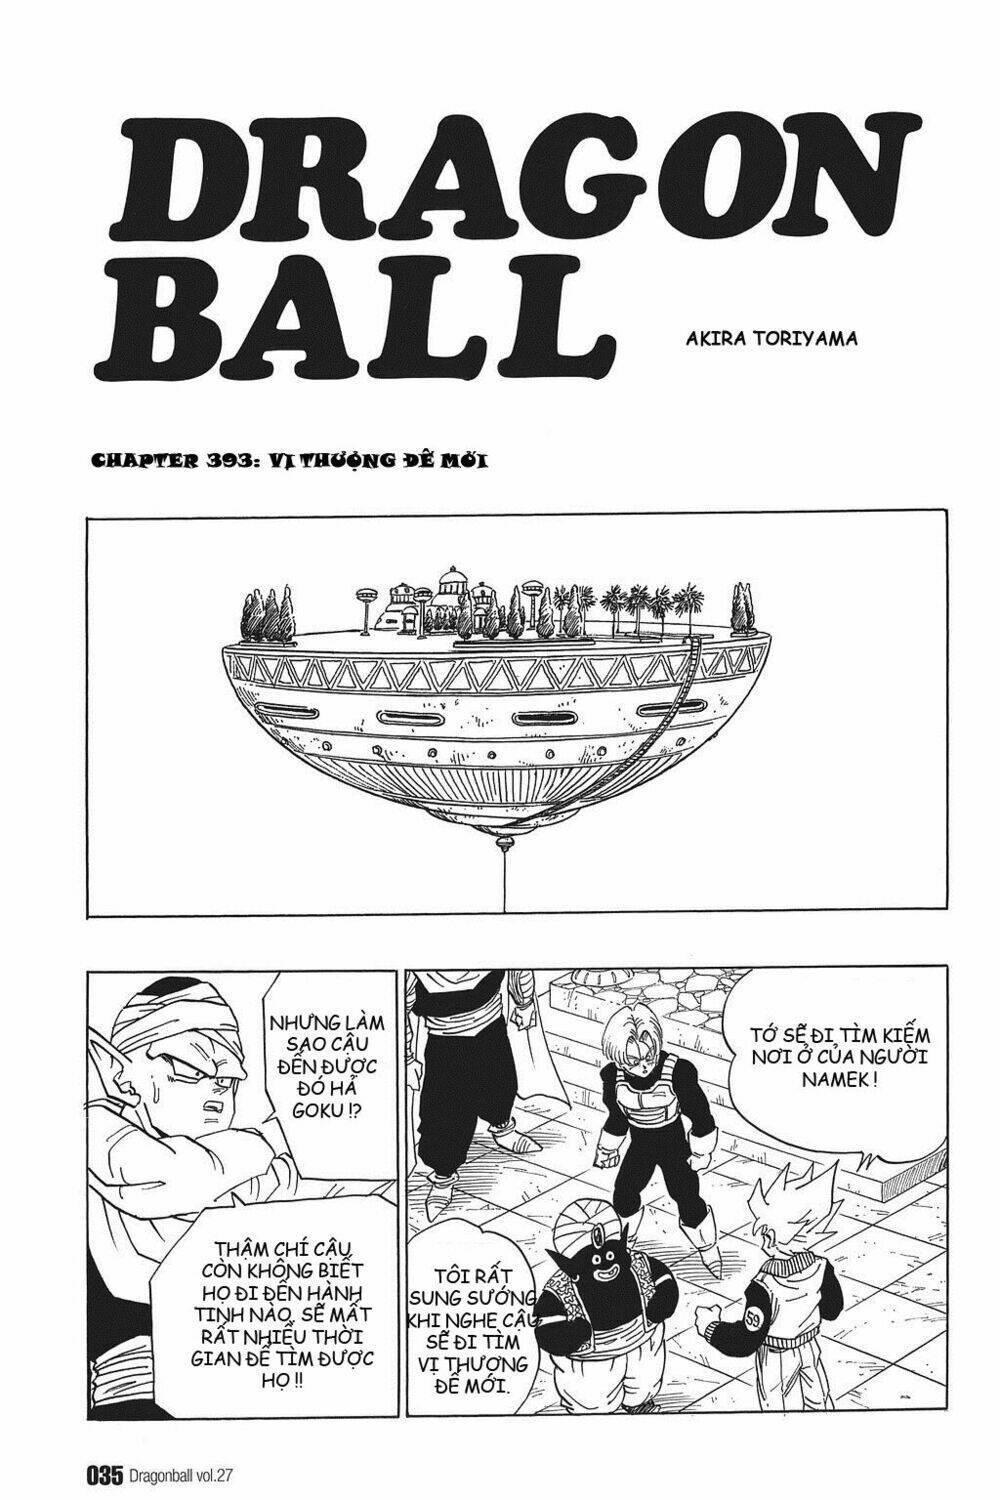 DRAGON
BALL
AKIRA TORIYAMA
CHAPTER 393: VỊ THƯỢNG ĐẾ MỚI
TỚ SẼ ĐI TÌM KIẾM
NƠI Ở CỦA NGƯỜI
NAMEK !
TÔI RẤT
SUNG SƯỚNG
KHI NGHE CẬU
SẼ ĐI TÌM
VỊ THƯỢNG
ĐẾ MỚI.
59
NHƯNG LÀM
SAO CẬU
ĐẾN ĐƯỢC
ĐÓ HẢ
GOKU !?
THẬM CHÍ CẬU
CÒN KHÔNG BIẾT
HỌ ĐI ĐẾN HÀNH
TINH NÀO, SẼ MẤT
RẤT NHIỀU THỜI
GIAN ĐỂ TÌM ĐƯỢC
HỌ !!
035 Dragonball vol.27